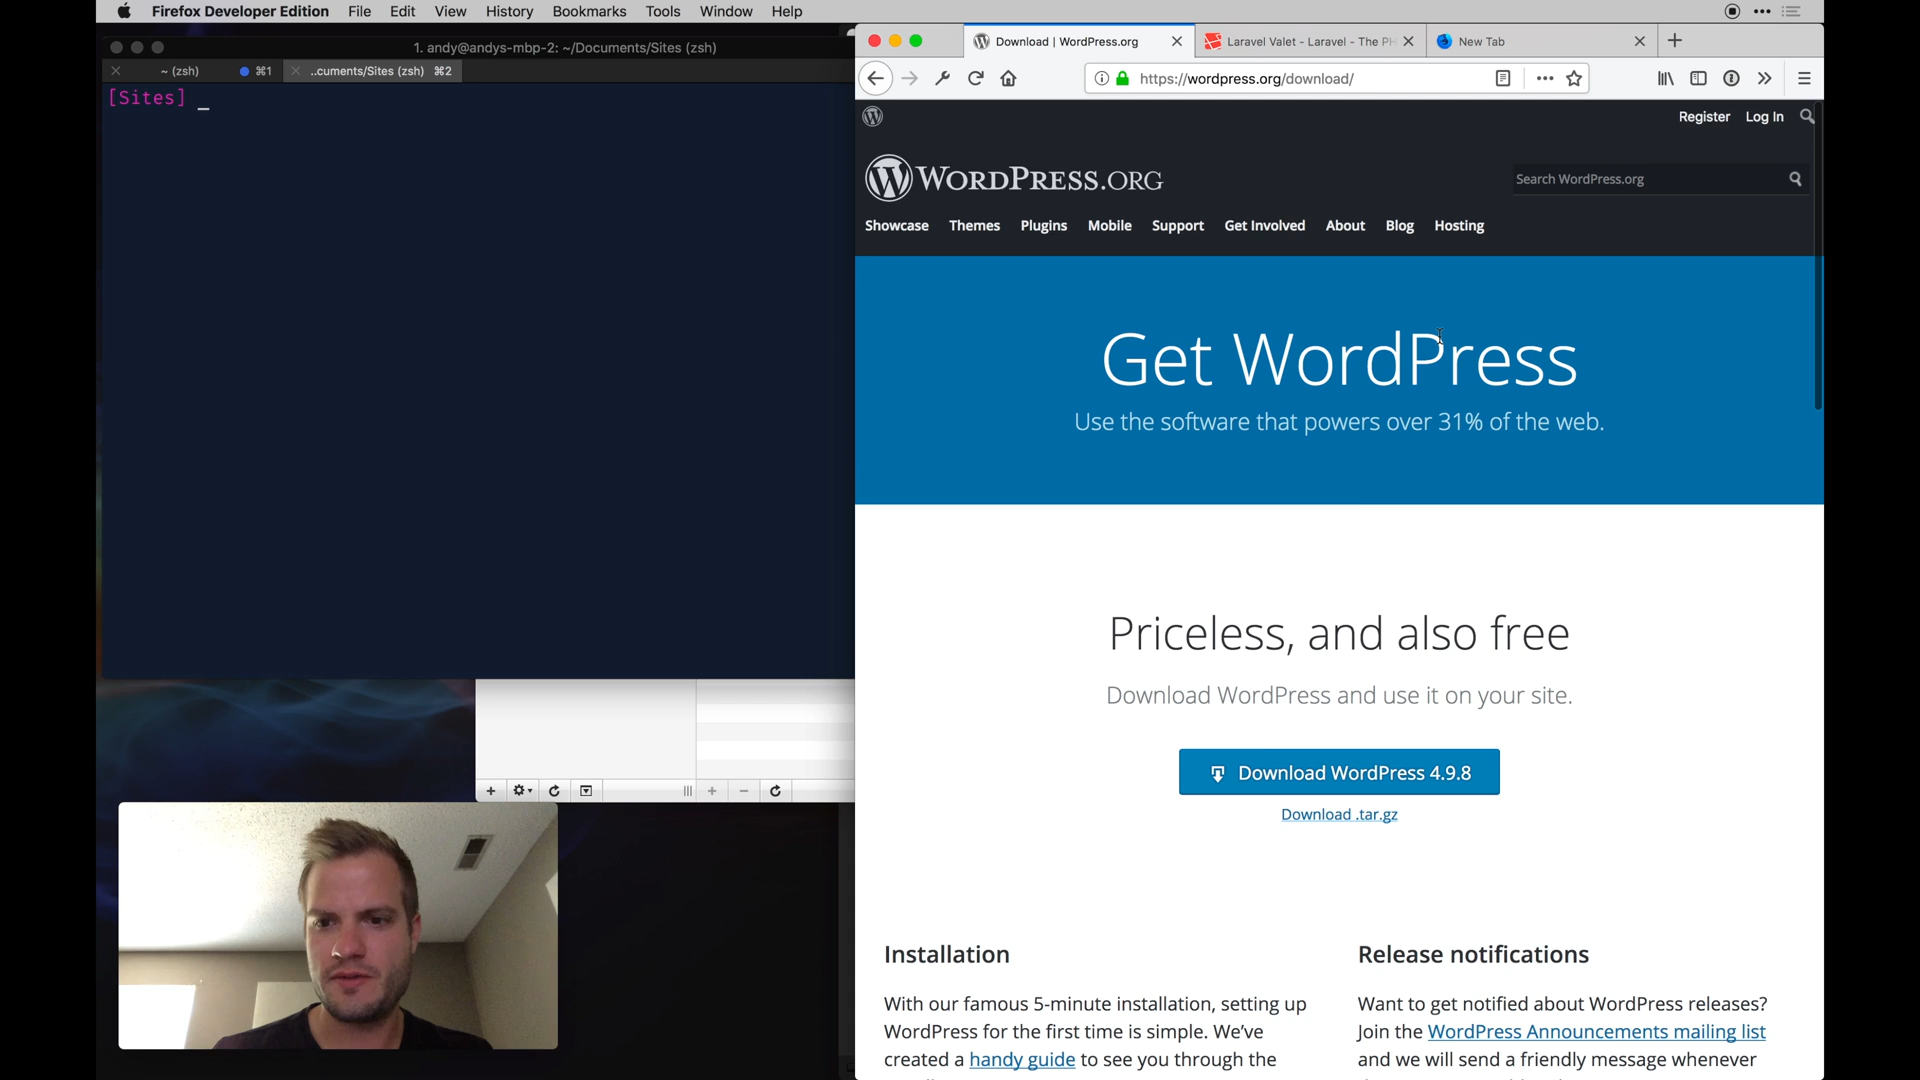 Firefox Developer Edition File Edit View History Bookmarks Tools Window Help
1. andy@andys-mbp-2: ~/Documents/Sites (zsh)
~ (zsh) ⌘1 ..cuments/Sites (zsh) ⌘2
[Sites] _
Download | WordPress.org Laravel Valet - Laravel - The PH New Tab
https://wordpress.org/download/
Register Log In
WORDPRESS.ORG
Search WordPress.org
Showcase Themes Plugins Mobile Support Get Involved About Blog Hosting
Get WordPress
Use the software that powers over 31% of the web.
Priceless, and also free
Download WordPress and use it on your site.
Download WordPress 4.9.8
Download .tar.gz
Installation
With our famous 5-minute installation, setting up
WordPress for the first time is simple. We've
created a handy guide to see you through the
Release notifications
Want to get notified about WordPress releases?
Join the WordPress Announcements mailing list
and we will send a friendly message whenever